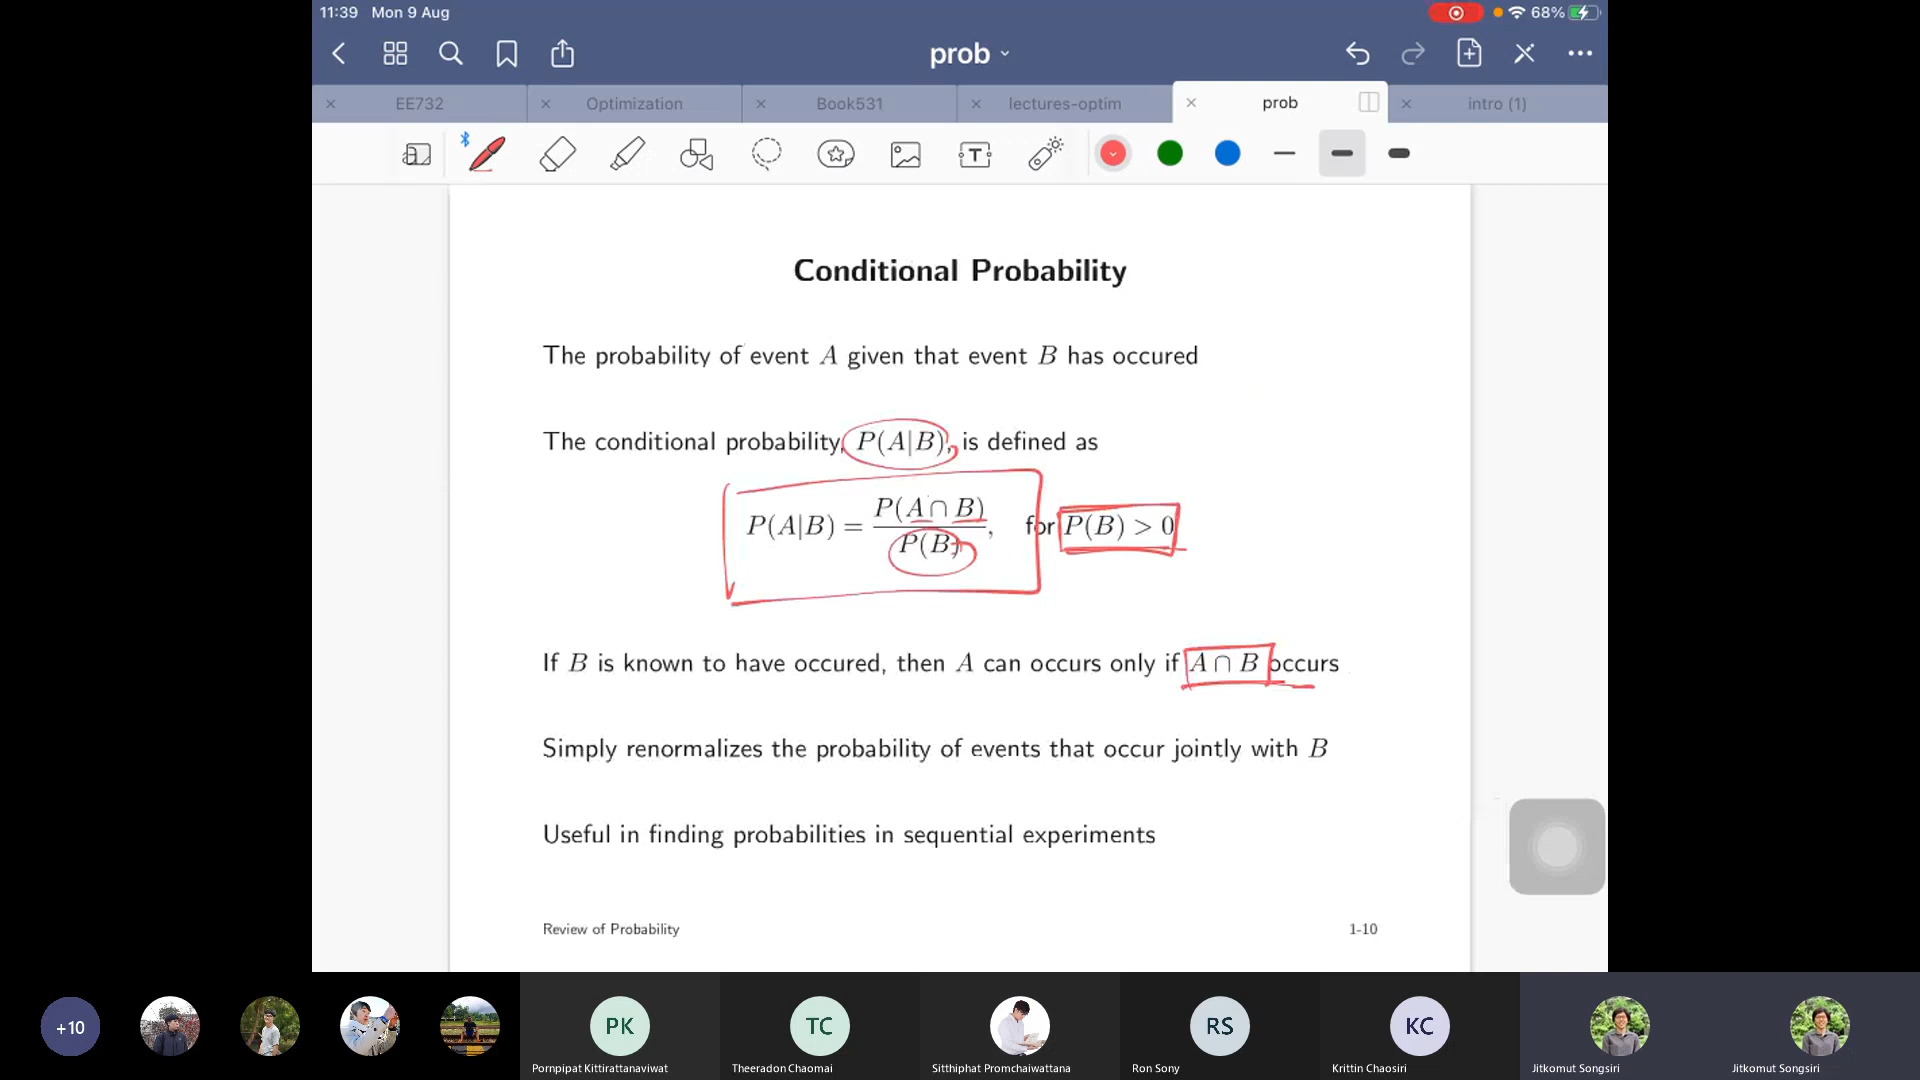 11:39 Mon 9 Aug
68%
prob
EE732
Optimization
Book531
lectures-optim
prob
intro (1)
Conditional Probability
The probability of event A given that event B has occured
The conditional probability, P(A|B), is defined as
P(A|B) = P(A ∩ B) / P(B), for P(B) > 0
If B is known to have occured, then A can occurs only if A ∩ B occurs
Simply renormalizes the probability of events that occur jointly with B
Useful in finding probabilities in sequential experiments
Review of Probability
1-10
+10
PK
TC
RS
KC
Pornpipat Kittirattanaviwat
Theeradon Chaomai
Sitthiphat Promchaiwattana
Ron Sony
Krittin Chaosiri
Jitkomut Songsiri
Jitkomut Songsiri